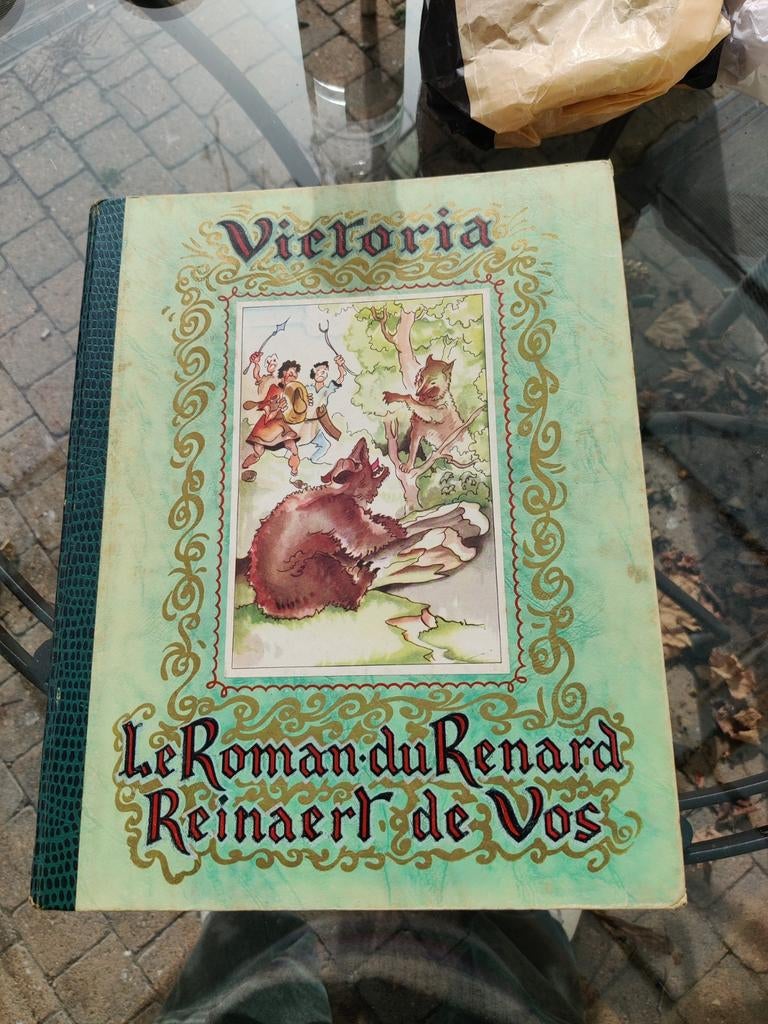 Victoria
Le Roman · du Renard
Reinaert de Vos